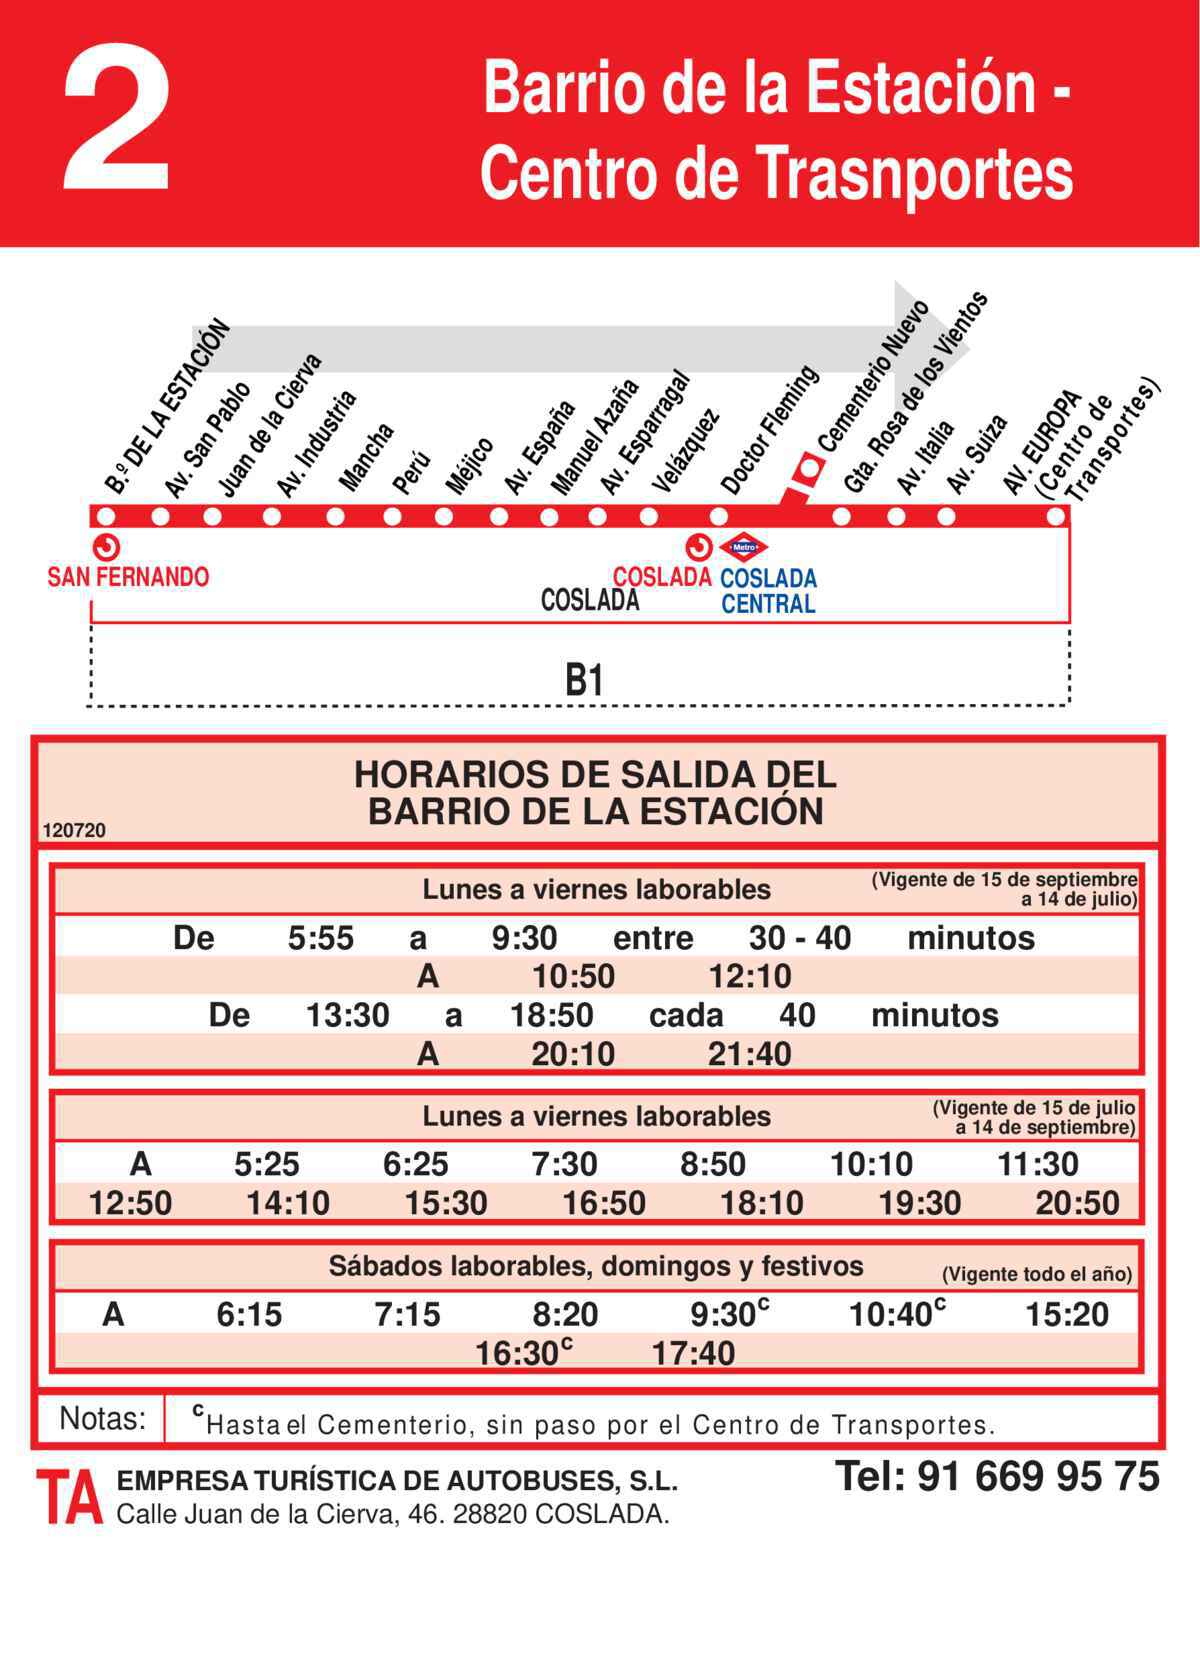 2
Barrio de la Estación -
Centro de Trasnportes
B.º DE LA ESTACIÓN
Av. San Pablo
Juan de la Cierva
Av. Industria
Mancha
Perú
Méjico
Av. España
Manuel Azaña
Av. Esparragal
Velázquez
Doctor Fleming
Cementerio Nuevo
Gta. Rosa de los Vientos
Av. Italia
Av. Suiza
AV. EUROPA
(Centro de
Transportes)
Metro
SAN FERNANDO
COSLADA
COSLADA
CENTRAL
COSLADA
B1
HORARIOS DE SALIDA DEL
BARRIO DE LA ESTACIÓN
120720
Lunes a viernes laborables
(Vigente de 15 de septiembre
a 14 de julio)
De 5:55 a 9:30 entre 30 - 40 minutos
A 10:50 12:10
De 13:30 a 18:50 cada 40 minutos
A 20:10 21:40
Lunes a viernes laborables
(Vigente de 15 de julio
a 14 de septiembre)
A 5:25 6:25 7:30 8:50 10:10 11:30
12:50 14:10 15:30 16:50 18:10 19:30 20:50
Sábados laborables, domingos y festivos (Vigente todo el año)
A 6:15 7:15 8:20 9:30c 10:40c 15:20
16:30c 17:40
Notas: cHasta el Cementerio, sin paso por el Centro de Transportes.
TA
EMPRESA TURÍSTICA DE AUTOBUSES, S.L.
Calle Juan de la Cierva, 46. 28820 COSLADA.
Tel: 91 669 95 75